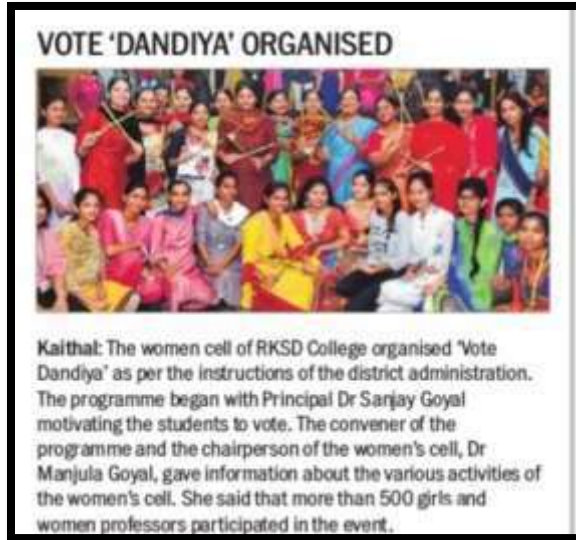 VOTE ‘DANDIYA’ ORGANISED
Kaithal: The women cell of RKSD College organised ‘Vote
Dandiya’ as per the instructions of the district administration.
The programme began with Principal Dr Sanjay Goyal
motivating the students to vote. The convener of the
programme and the chairperson of the women’s cell, Dr
Manjula Goyal, gave information about the various activities of
the women’s cell. She said that more than 500 girls and
women professors participated in the event.